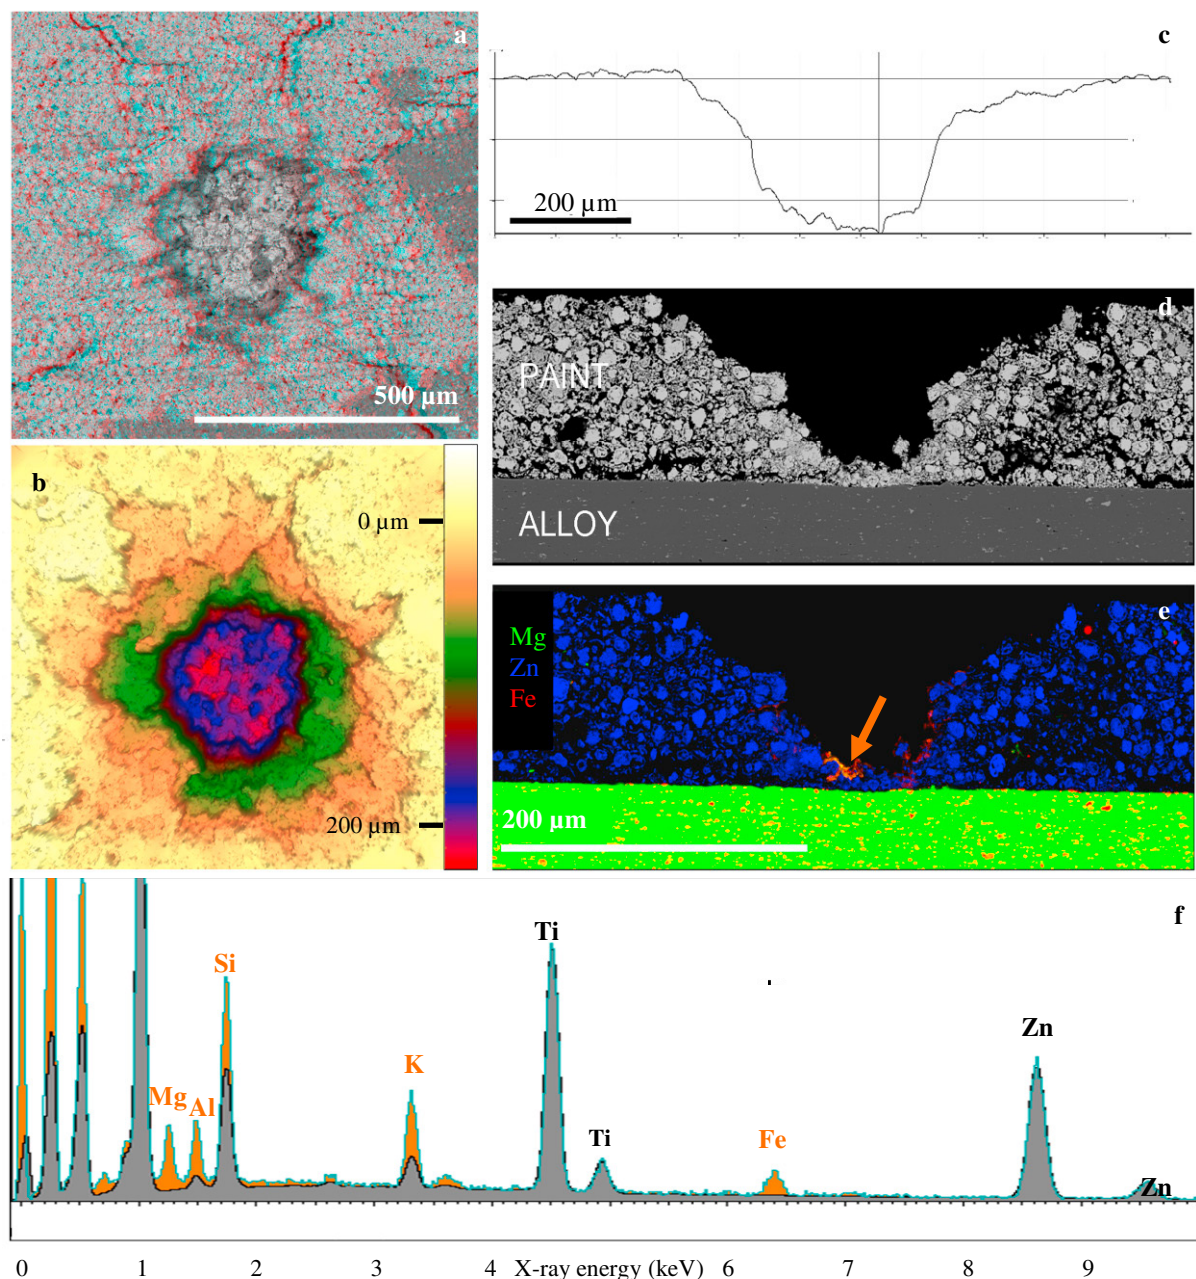 a
500 µm
b
0 µm
200 µm
c
200 µm
d
PAINT
ALLOY
e
Mg
Zn
Fe
200 µm
f
Si
Mg
Al
K
Ti
Ti
Fe
Zn
Zn
0 1 2 3 4 X-ray energy (keV) 6 7 8 9